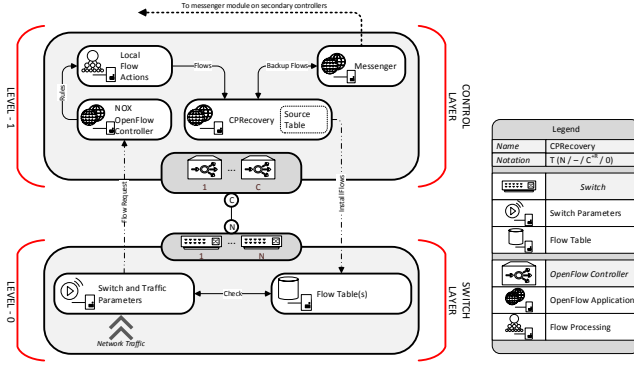 To messenger module on secondary controllers
LEVEL - 1
CONTROL
LAYER
Local
Flow
Actions
Flows
Backup Flows
Messenger
Rules
NOX
OpenFlow
Controller
CPRecovery
Source
Table
1
...
C
Flow Request
Install Flows
C
N
1
...
N
LEVEL - 0
SWITCH
LAYER
Switch and Traffic
Parameters
Check
Flow Table(s)
Network Traffic
Legend
Name CPRecovery
Notation T (N / – / C⁺ᴿ / 0)
Switch
Switch Parameters
Flow Table
OpenFlow Controller
OpenFlow Application
Flow Processing